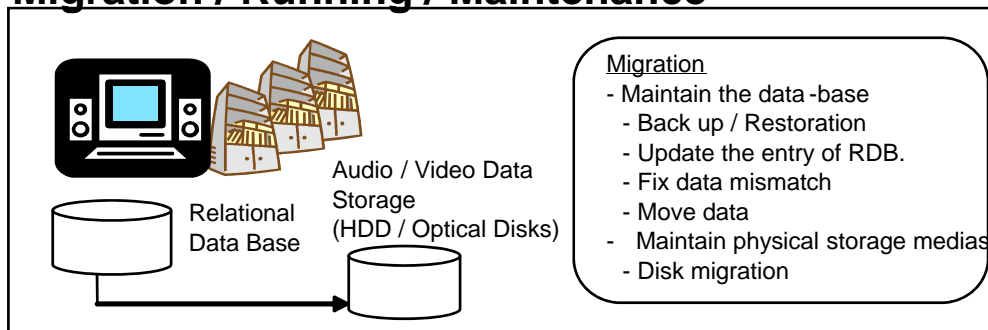 Migration / Running / Maintenance
Audio / Video Data
Storage
(HDD / Optical Disks)
Relational
Data Base
Migration
- Maintain the data -base
- Back up / Restoration
- Update the entry of RDB.
- Fix data mismatch
- Move data
- Maintain physical storage medias
- Disk migration